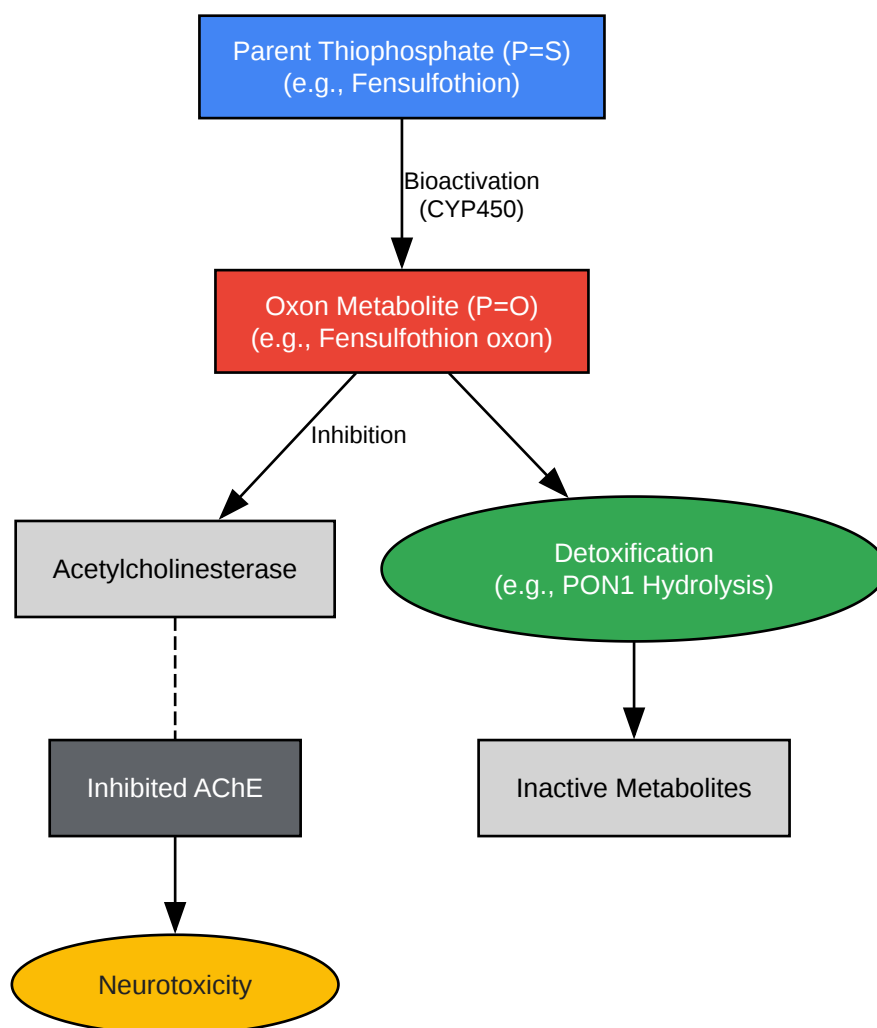 Parent Thiophosphate (P=S)
(e.g., Fensulfothion)
Bioactivation
(CYP450)
Oxon Metabolite (P=O)
(e.g., Fensulfothion oxon)
Inhibition
Acetylcholinesterase
Detoxification
(e.g., PON1 Hydrolysis)
Inhibited AChE
Inactive Metabolites
Neurotoxicity